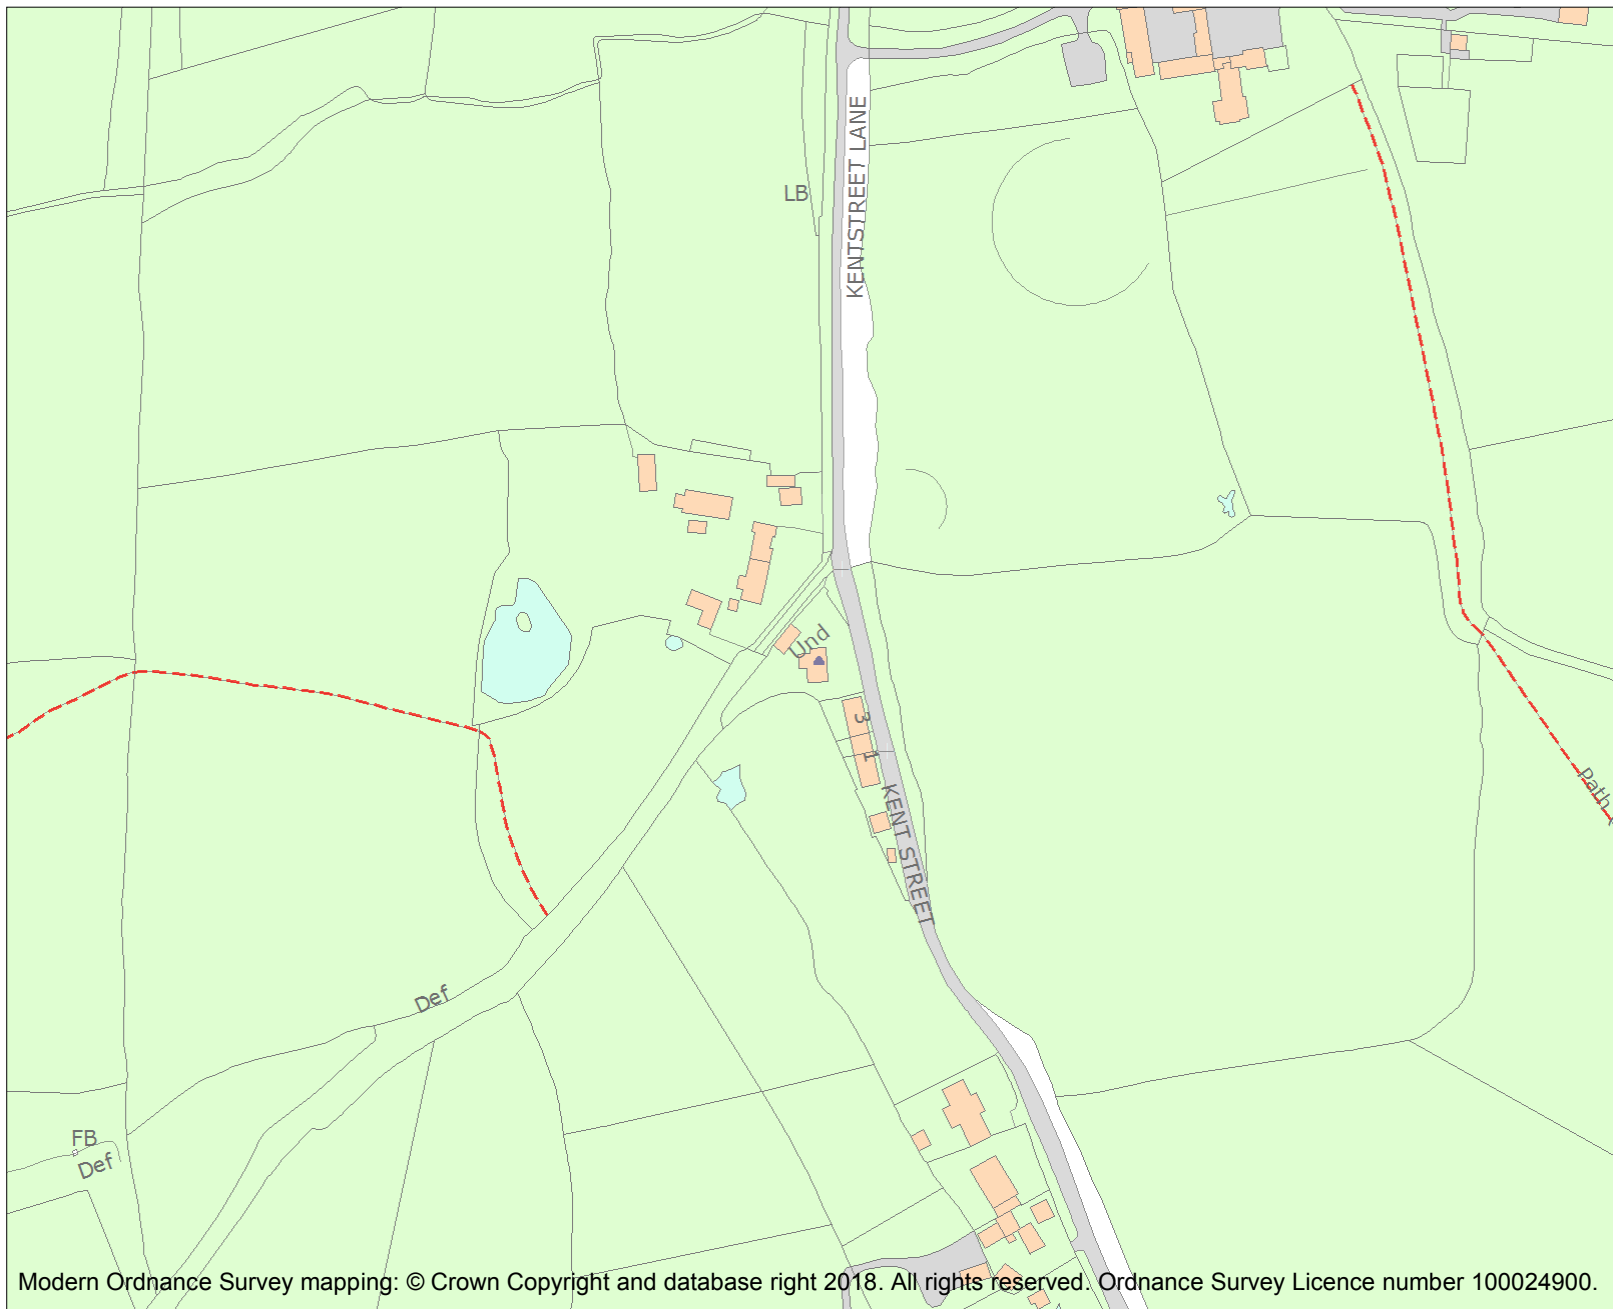 KENTSTREET LANE
LB
Und
3
1
KENT STREET
Path
Def
FB
Def
Modern Ordnance Survey mapping: © Crown Copyright and database right 2018. All rights reserved. Ordnance Survey Licence number 100024900.